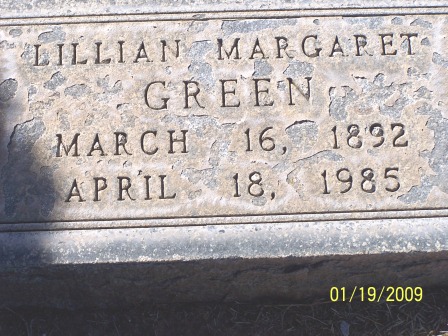 LILLIAN MARGARET
GREEN
MARCH 16, 1892
APRIL 18, 1985
01/19/2009